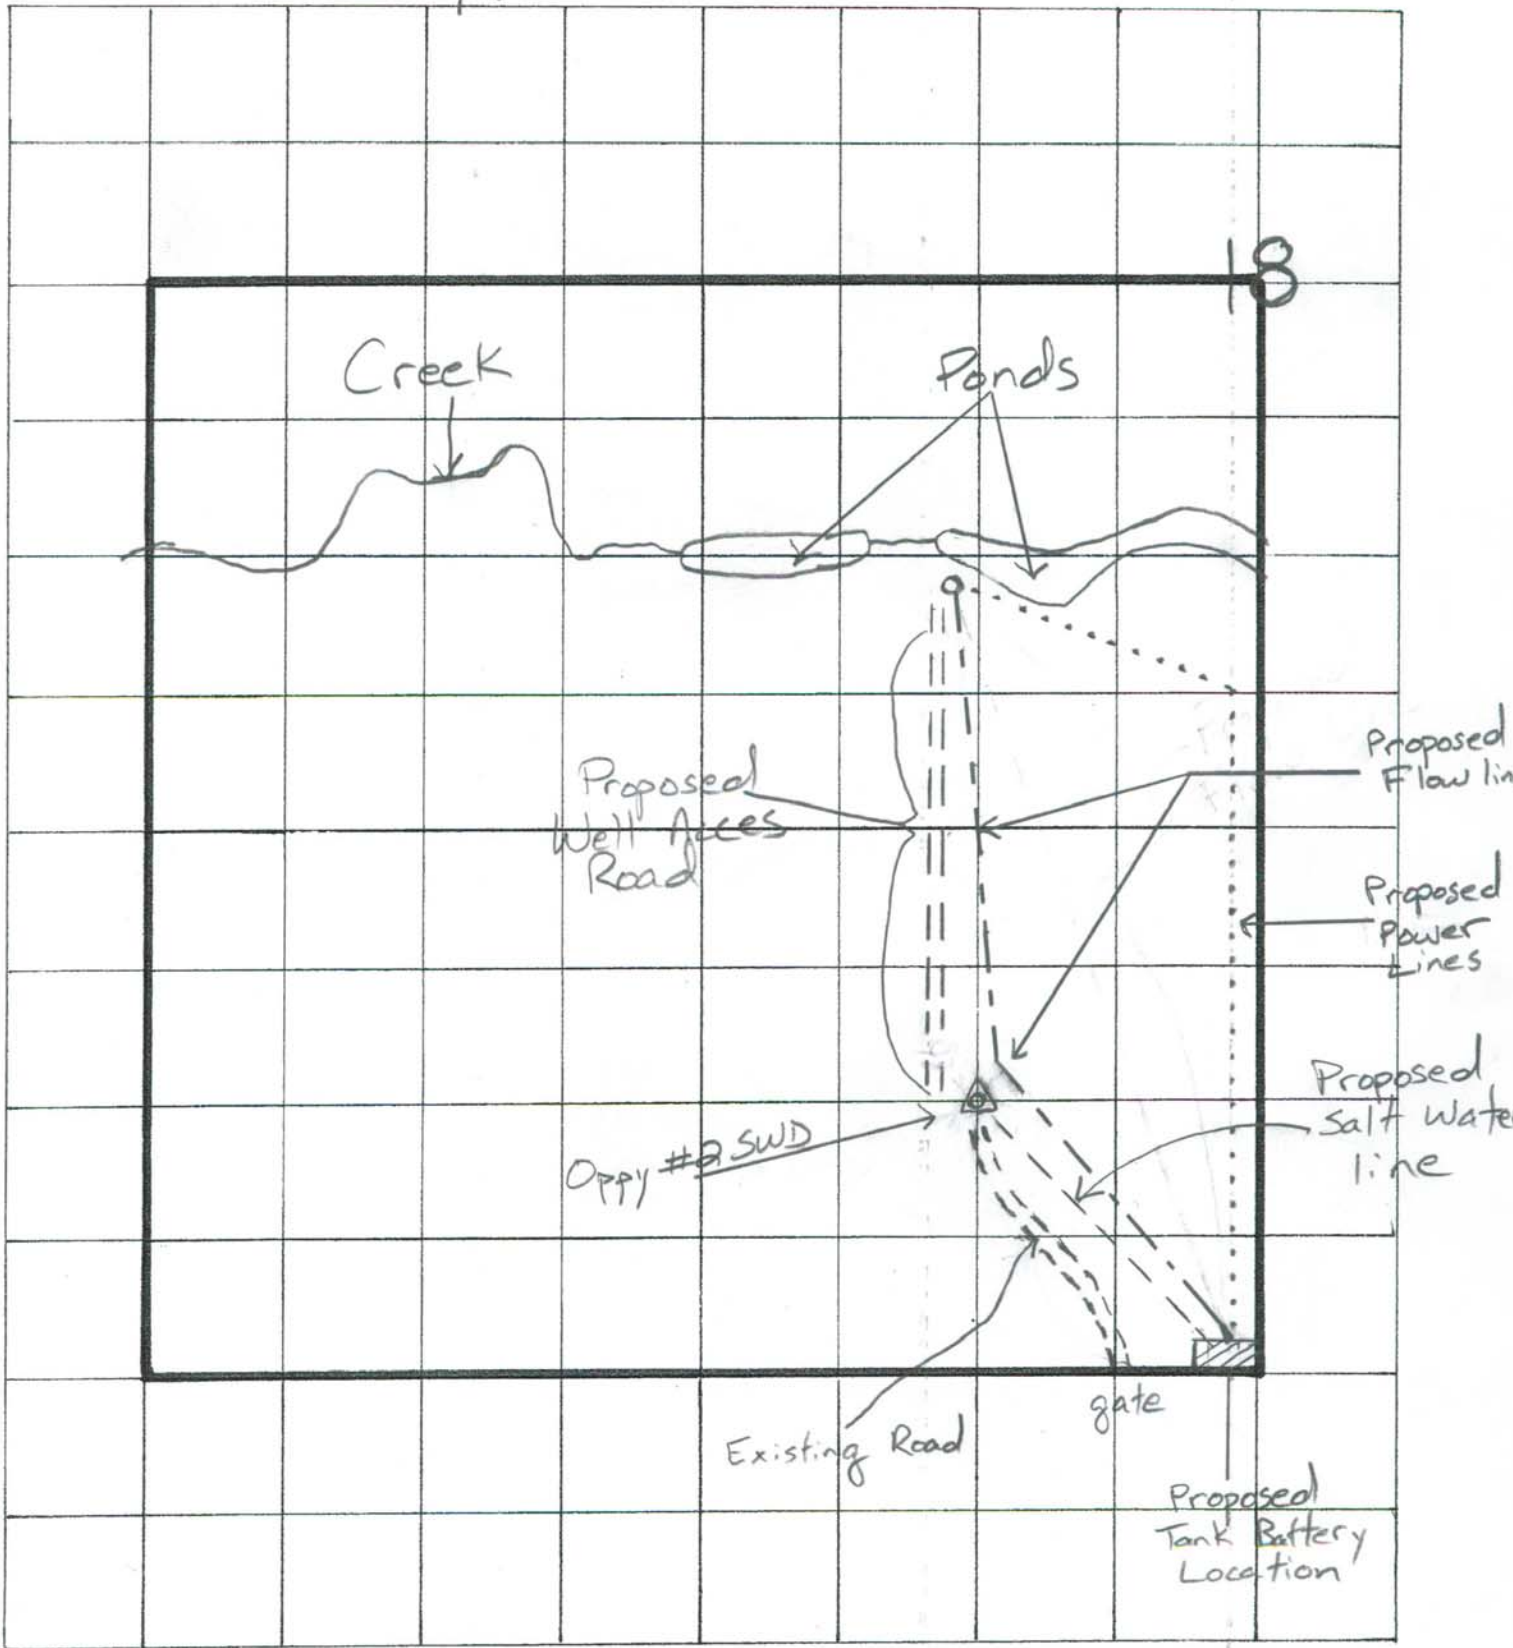 18
Creek
Ponds
Proposed
Flow lin
Proposed
Well Acces
Road
Proposed
Power
Lines
Proposed
Salt Wate
line
Oppy #2 SWD
gate
Existing Road
Proposed
Tank Battery
Location